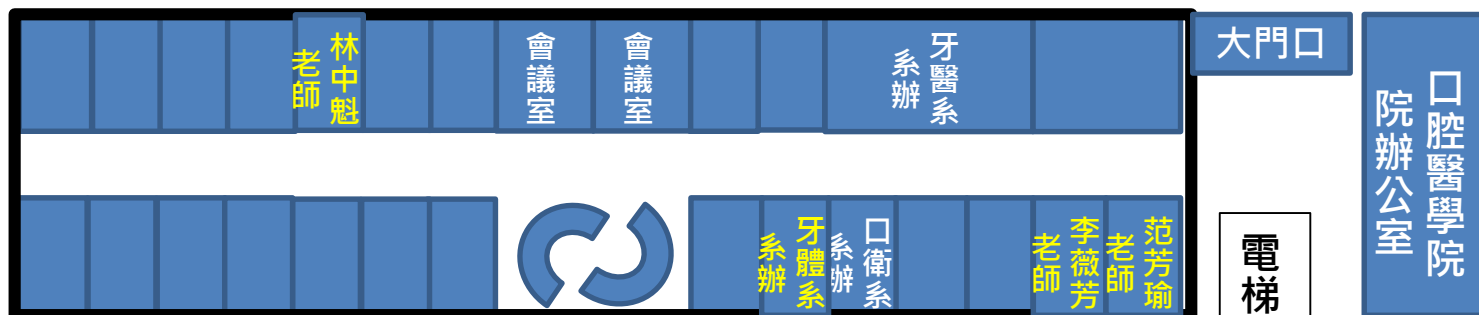 林中魁
老師
會議室
會議室
牙醫系
系辦
大門口
口腔醫學院
院辦公室
牙體系
系辦
口衛系
系辦
李薇芳
老師
范芳瑜
老師
電梯